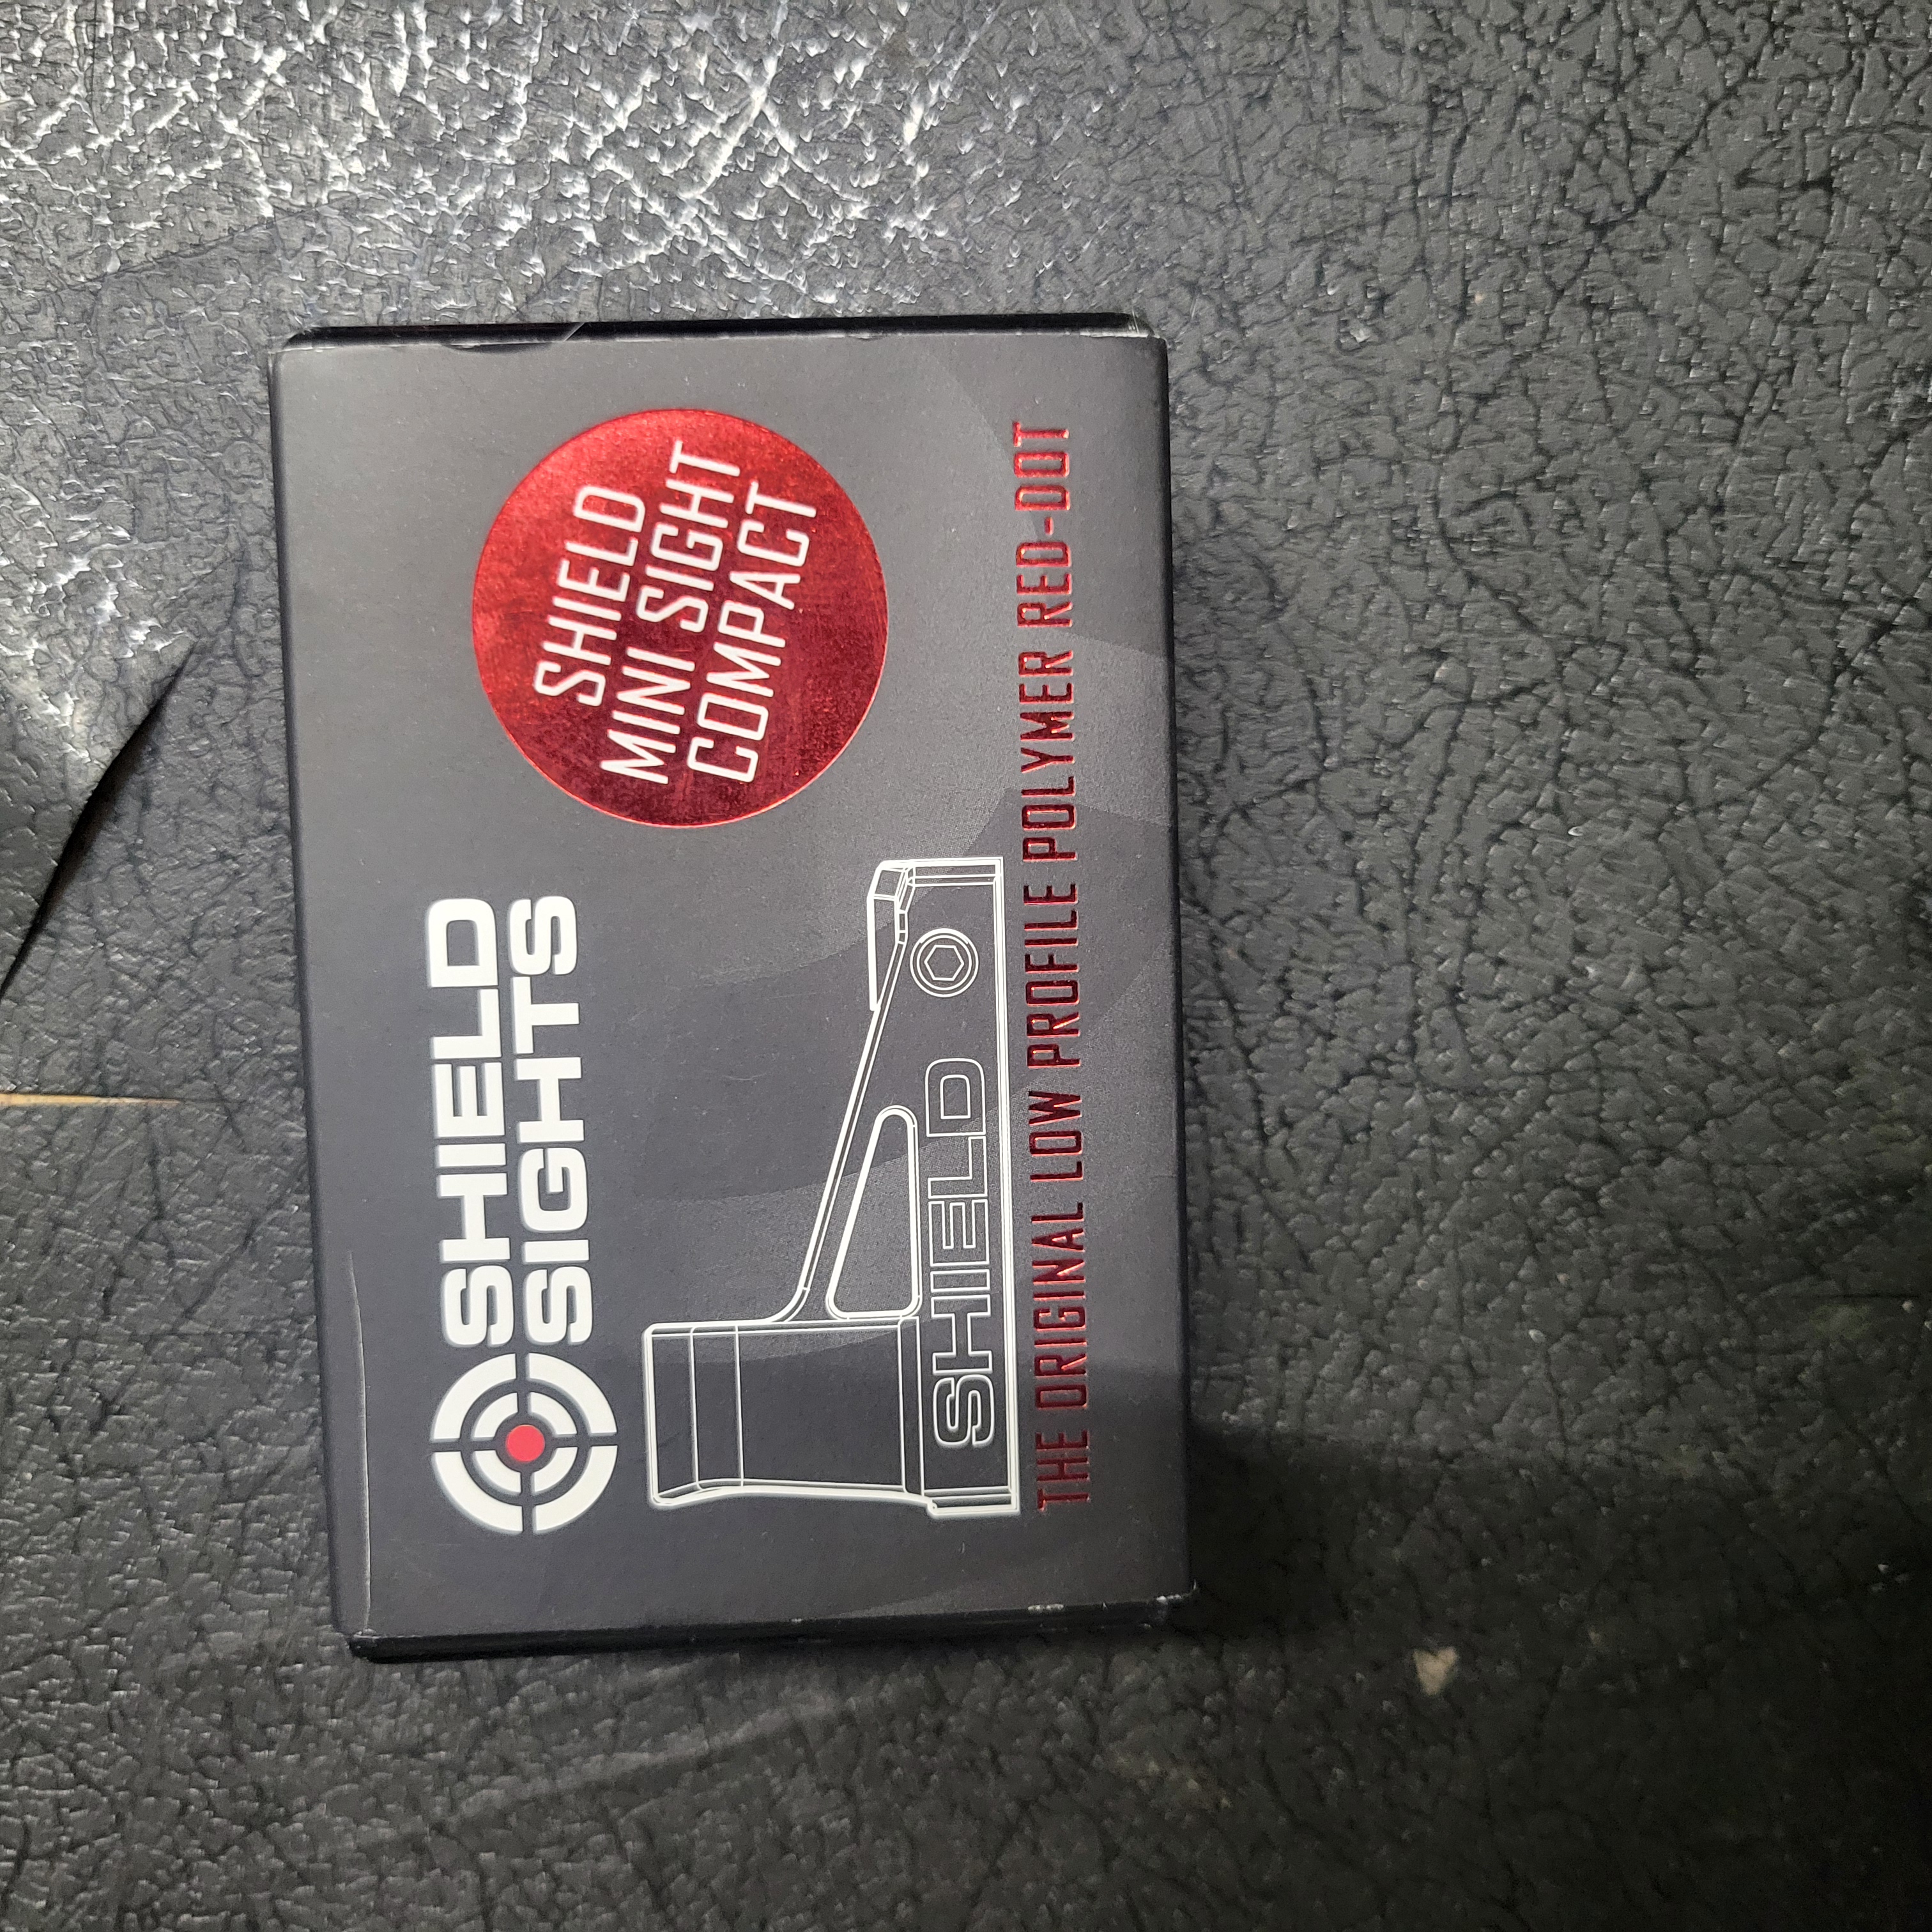 SHIELD
SIGHTS
SHIELD
MINI SIGHT
COMPACT
SHIELD
THE ORIGINAL LOW PROFILE POLYMER RED-DOT